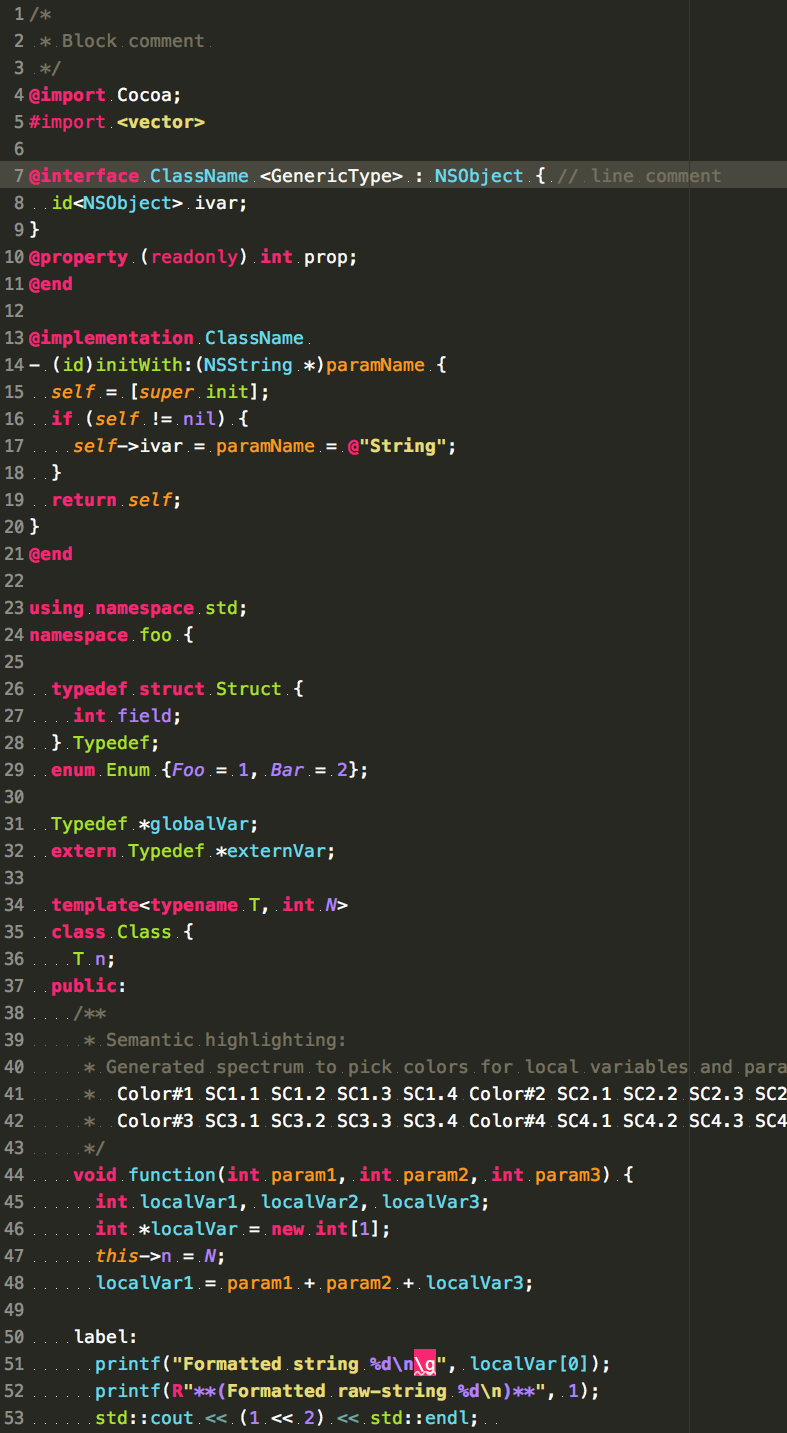 1 /*
2  * Block comment
3  */
4 @import Cocoa;
5 #import <vector>
6
7 @interface ClassName <GenericType> : NSObject { // line comment
8   id<NSObject> ivar;
9 }
10 @property (readonly) int prop;
11 @end
12
13 @implementation ClassName
14 - (id)initWith:(NSString *)paramName {
15   self = [super init];
16   if (self != nil) {
17     self->ivar = paramName = @"String";
18   }
19   return self;
20 }
21 @end
22
23 using namespace std;
24 namespace foo {
25
26   typedef struct Struct {
27     int field;
28   } Typedef;
29   enum Enum {Foo = 1, Bar = 2};
30
31   Typedef *globalVar;
32   extern Typedef *externVar;
33
34   template<typename T, int N>
35   class Class {
36     T n;
37   public:
38     /**
39      * Semantic highlighting:
40      * Generated spectrum to pick colors for local variables and para
41      *  Color#1 SC1.1 SC1.2 SC1.3 SC1.4 Color#2 SC2.1 SC2.2 SC2.3 SC2
42      *  Color#3 SC3.1 SC3.2 SC3.3 SC3.4 Color#4 SC4.1 SC4.2 SC4.3 SC4
43      */
44     void function(int param1, int param2, int param3) {
45       int localVar1, localVar2, localVar3;
46       int *localVar = new int[1];
47       this->n = N;
48       localVar1 = param1 + param2 + localVar3;
49
50     label:
51       printf("Formatted string %d\n\g", localVar[0]);
52       printf(R"**(Formatted raw-string %d\n)**", 1);
53       std::cout << (1 << 2) << std::endl;